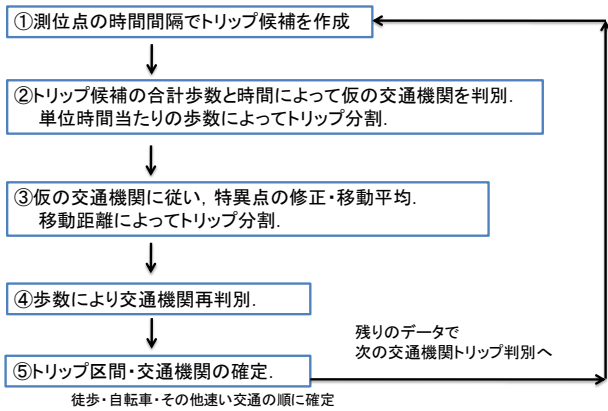 ①測位点の時間間隔でトリップ候補を作成
②トリップ候補の合計歩数と時間によって仮の交通機関を判別.
単位時間当たりの歩数によってトリップ分割.
③仮の交通機関に従い, 特異点の修正・移動平均.
移動距離によってトリップ分割.
④歩数により交通機関再判別.
残りのデータで
次の交通機関トリップ判別へ
⑤トリップ区間・交通機関の確定.
徒歩・自転車・その他速い交通の順に確定